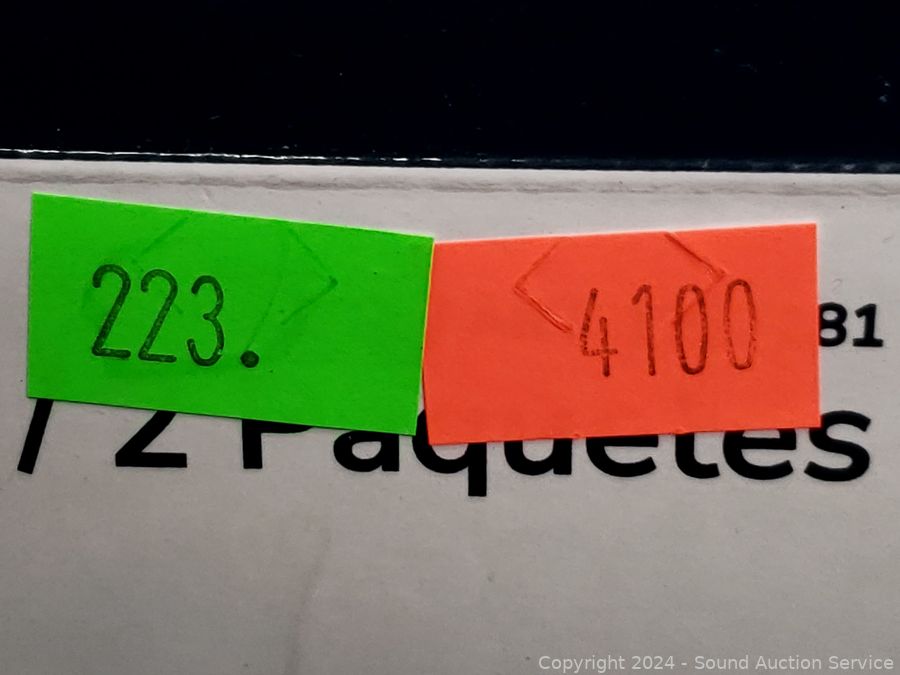 223.
4100
81
/ 2 Paquetes
Copyright 2024 - Sound Auction Service